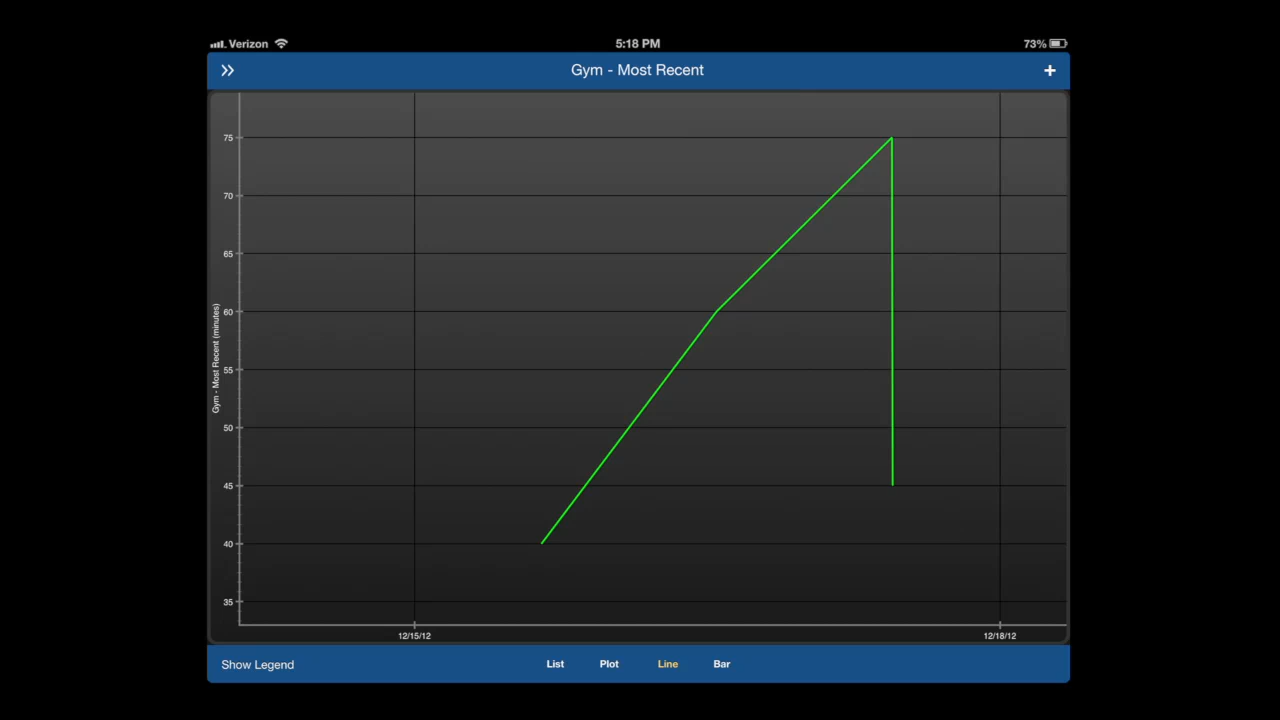 Verizon 5:18 PM 73%
Gym - Most Recent
75
70
65
60
55
50
45
40
35
Gym - Most Recent (minutes)
12/15/12 12/18/12
Show Legend List Plot Line Bar